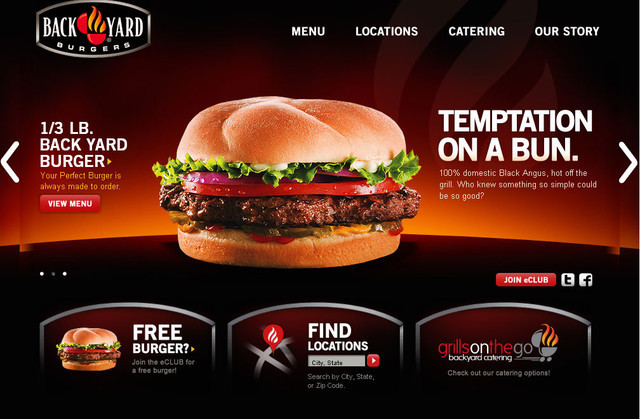 BACK YARD
BURGERS
MENU
LOCATIONS
CATERING
OUR STORY
1/3 LB.
BACK YARD
BURGER
Your Perfect Burger is
always made to order.
VIEW MENU
TEMPTATION
ON A BUN.
100% domestic Black Angus, hot off the
grill. Who knew something so simple could
be so good?
JOIN eCLUB
t
f
FREE
BURGER?
Join the eCLUB for
a free burger!
FIND
LOCATIONS
City, State
Search by City, State,
or Zip Code.
grillsonthego
backyard catering
Check out our catering options!